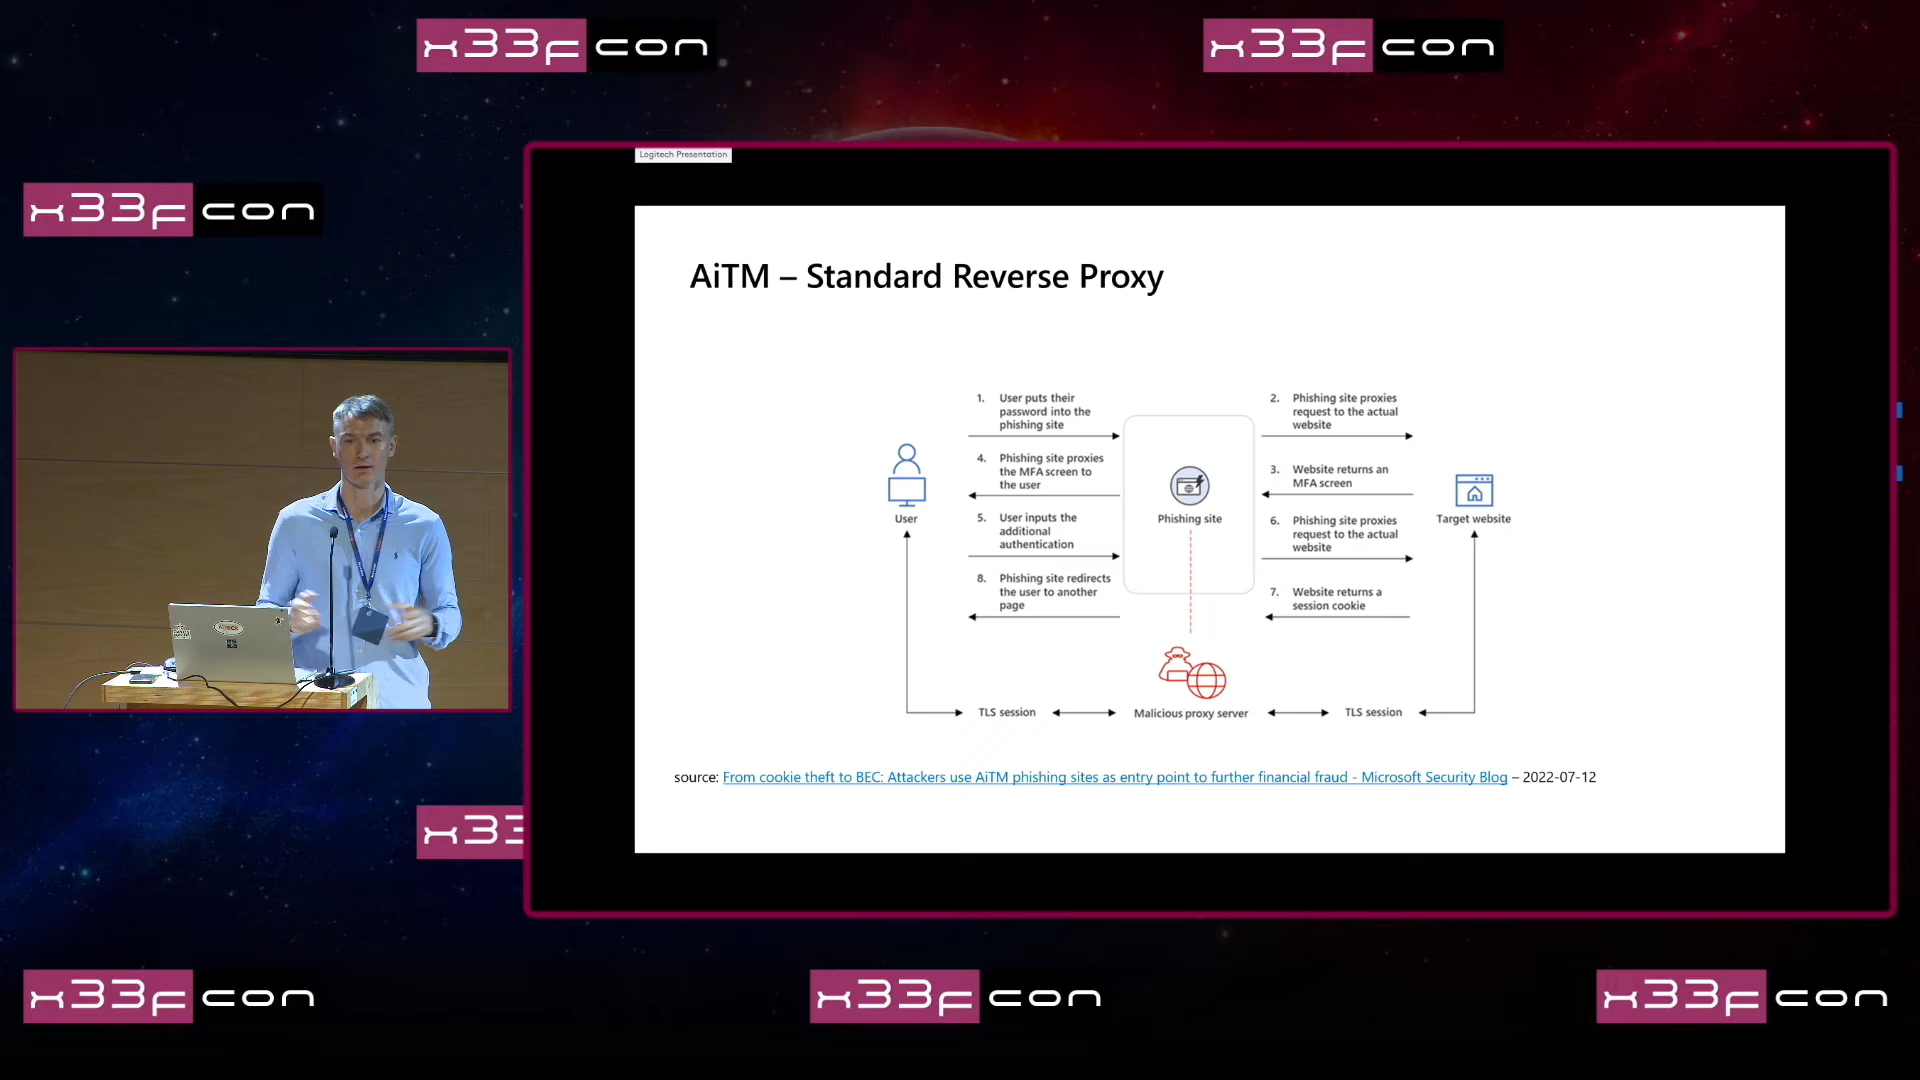 x33fcon
x33fcon
Logitech Presentation
x33fcon
AiTM – Standard Reverse Proxy
1. User puts their
password into the
phishing site
2. Phishing site proxies
request to the actual
website
4. Phishing site proxies
the MFA screen to
the user
3. Website returns an
MFA screen
User
Phishing site
Target website
5. User inputs the
additional
authentication
6. Phishing site proxies
request to the actual
website
8. Phishing site redirects
the user to another
page
7. Website returns a
session cookie
TLS session
Malicious proxy server
TLS session
source: From cookie theft to BEC: Attackers use AiTM phishing sites as entry point to further financial fraud - Microsoft Security Blog – 2022-07-12
x33
x33fcon
x33fcon
x33fcon